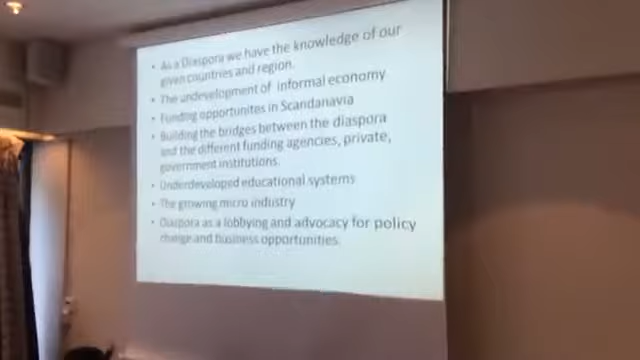 • As a Diaspora we have the knowledge of our
given countries and region.
• The undevelopment of informal economy
• Funding opportunites in Scandanavia
• Building the bridges between the diaspora
and the different funding agencies, private,
government institutions.
• Underdeveloped educational systems
• The growing micro industry
• Diaspora as a lobbying and advocacy for policy
change and business opportunities.